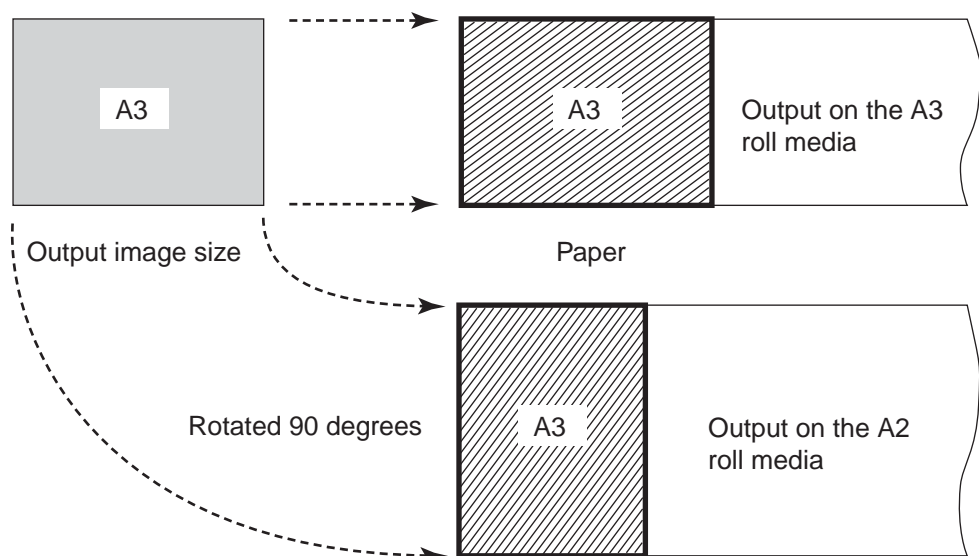 A3
A3
Output on the A3
roll media
Output image size
Paper
Rotated 90 degrees
A3
Output on the A2
roll media